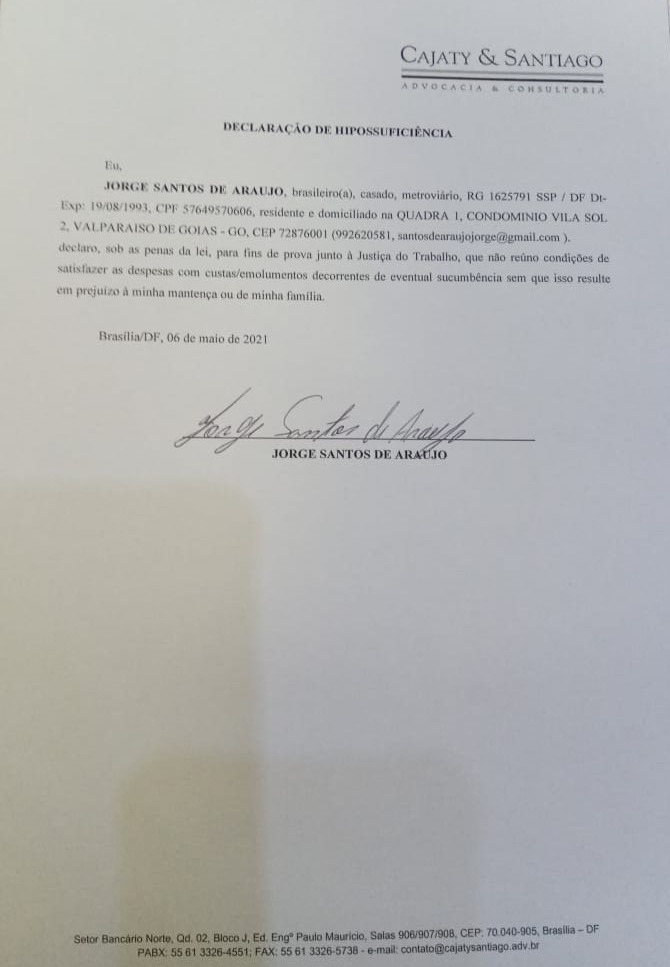 CAJATY & SANTIAGO
ADVOCACIA & CONSULTORIA
DECLARAÇÃO DE HIPOSSUFICIÊNCIA
Eu,
JORGE SANTOS DE ARAUJO, brasileiro(a), casado, metroviário, RG 1625791 SSP / DF Dt-
Exp: 19/08/1993, CPF 57649570606, residente e domiciliado na QUADRA 1, CONDOMINIO VILA SOL
2, VALPARAISO DE GOIAS - GO, CEP 72876001 (992620581, santosdearaujojorge@gmail.com ).
declaro, sob as penas da lei, para fins de prova junto à Justiça do Trabalho, que não reúno condições de
satisfazer as despesas com custas/emolumentos decorrentes de eventual sucumbência sem que isso resulte
em prejuízo à minha mantença ou de minha família.
Brasília/DF, 06 de maio de 2021
Jorge Santos de Araujo
JORGE SANTOS DE ARAUJO
Setor Bancário Norte, Qd. 02, Bloco J, Ed. Engº Paulo Maurício, Salas 906/907/908, CEP: 70.040-905, Brasília – DF
PABX: 55 61 3326-4551; FAX: 55 61 3326-5738 - e-mail: contato@cajatysantiago.adv.br